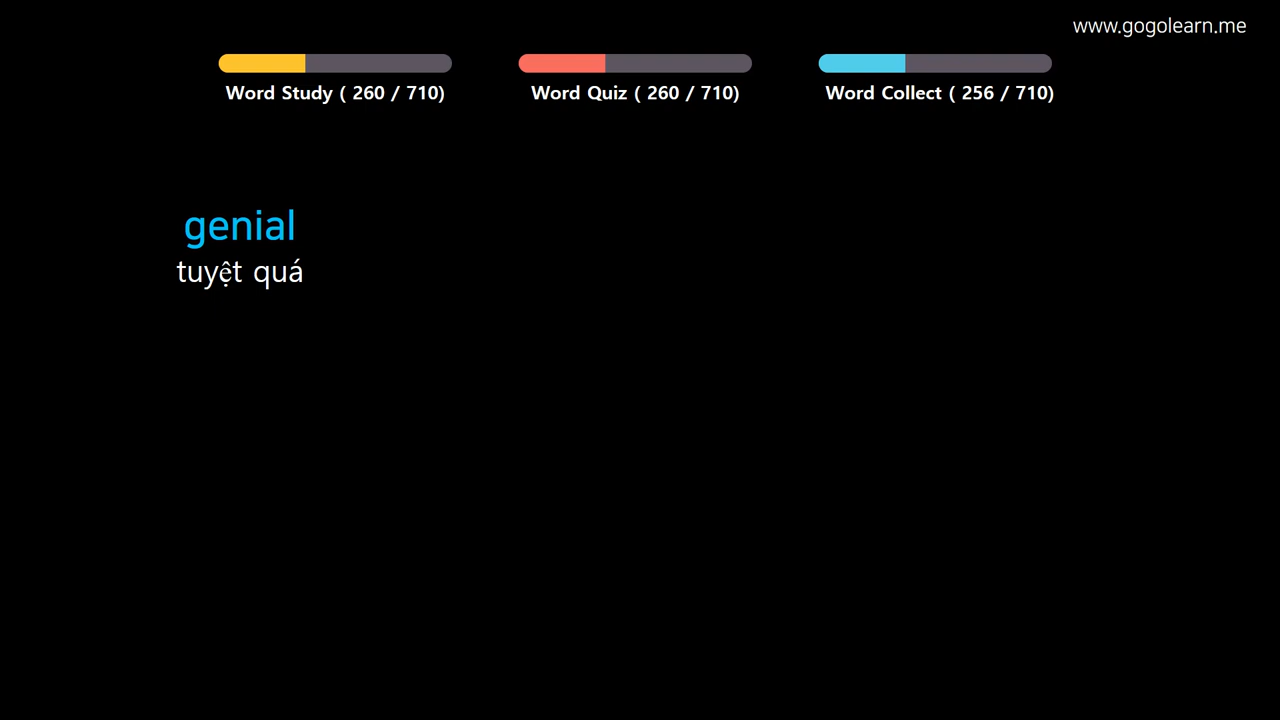 www.gogolearn.me
Word Study ( 260 / 710)
Word Quiz ( 260 / 710)
Word Collect ( 256 / 710)
genial
tuyệt quá